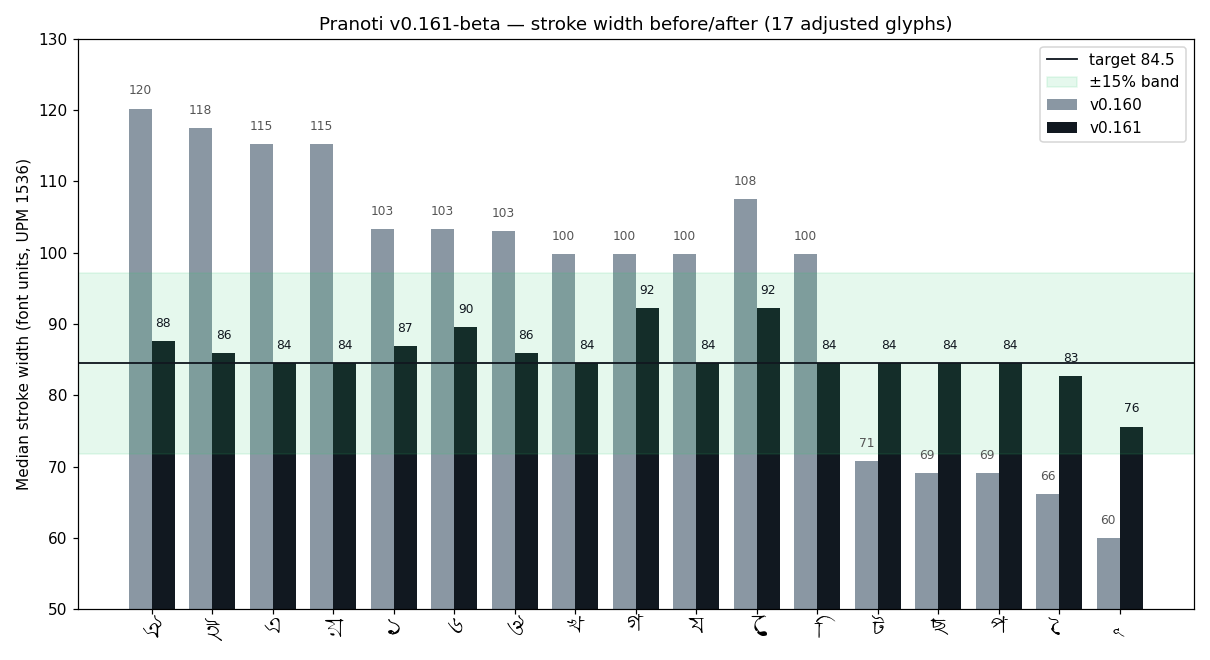 Pranoti v0.161-beta — stroke width before/after (17 adjusted glyphs)
target 84.5
±15% band
v0.160
v0.161
Median stroke width (font units, UPM 1536)
130
120
110
100
90
80
70
60
50
120 118 115 115 103 103 103 100 100 100 108 100 71 69 69 66 60
88 86 84 84 87 90 86 84 92 84 92 84 84 84 84 83 76
খ গ য ট ছ প